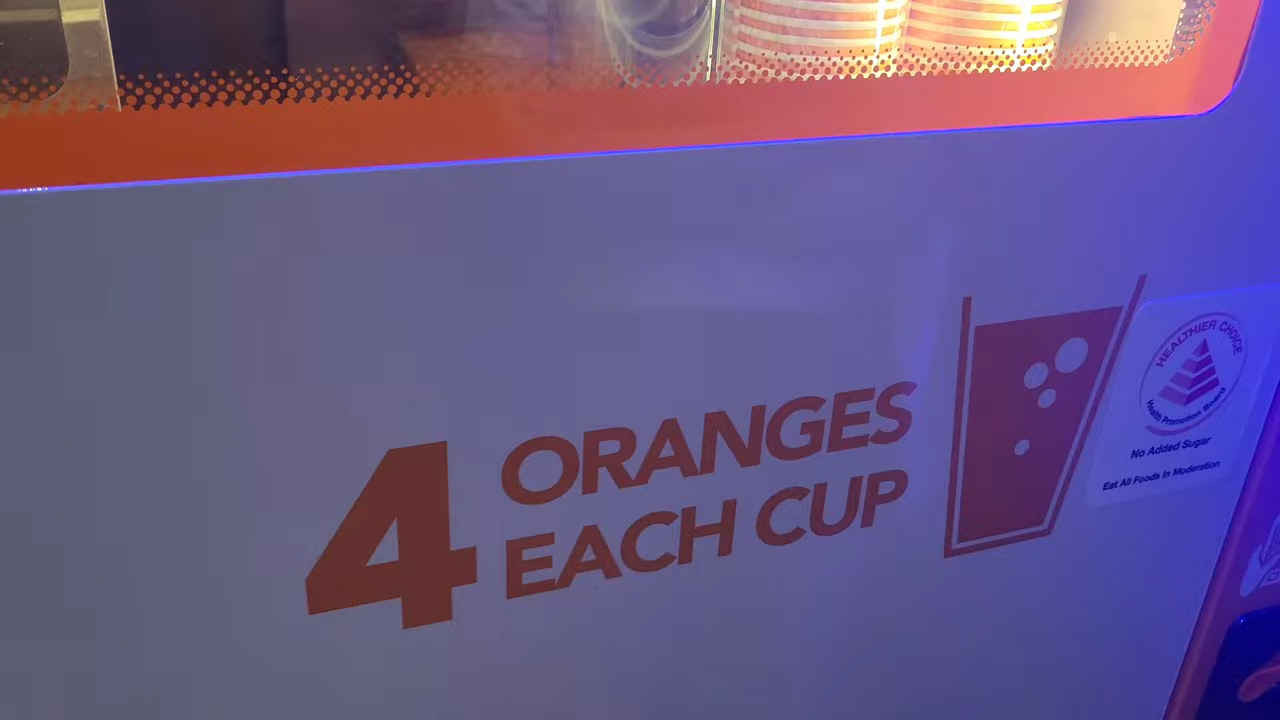 4 ORANGES
EACH CUP
HEALTHIER CHOICE
Health Promotion Board
No Added Sugar
Eat All Foods In Moderation